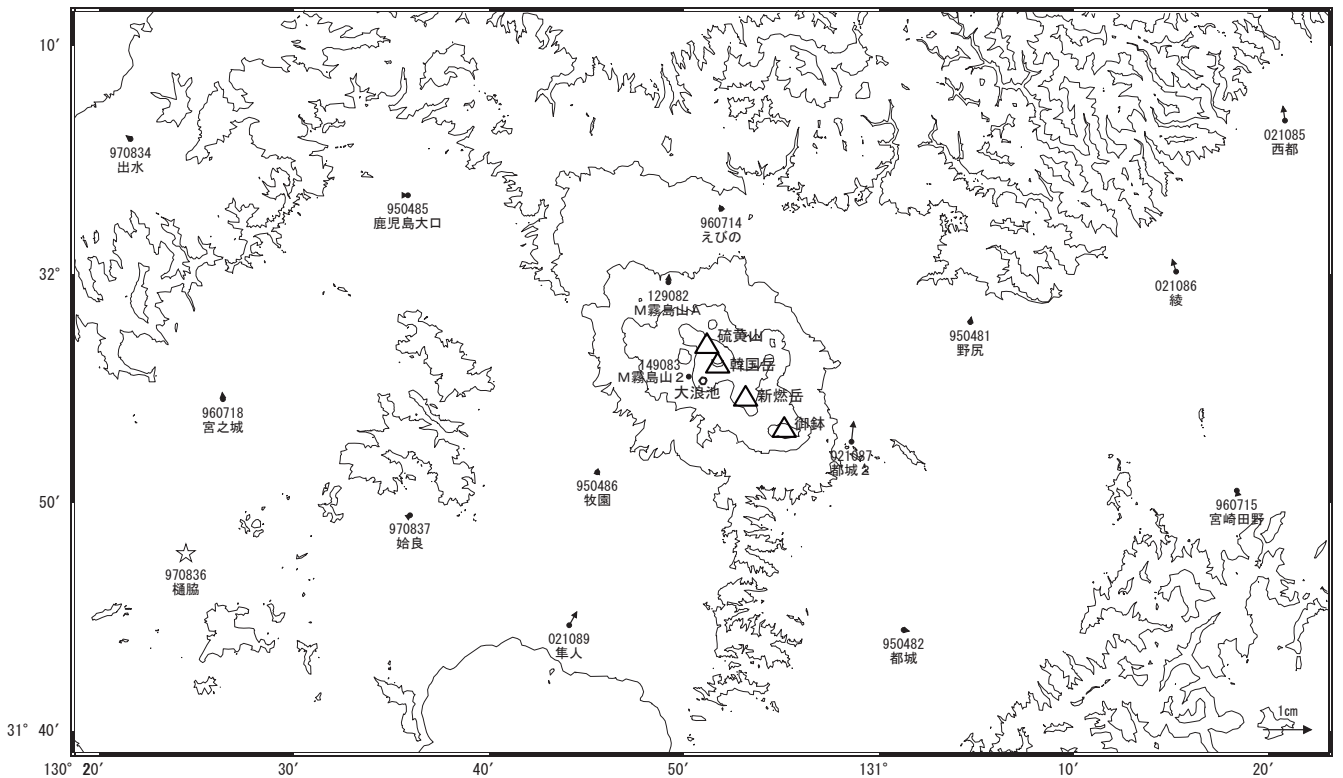 10′
970834
出水
021085
西都
950485
鹿児島大口
960714
えびの
32°
021086
綾
129082
M霧島山A
950481
野尻
硫黄山
149083
韓国岳
M霧島山2
大浪池
新燃岳
960718
宮之城
御鉢
021087
都城2
950486
牧園
50′
960715
宮崎田野
970837
姶良
970836
樋脇
021089
隼人
950482
都城
1cm
31° 40′
130° 20′ 30′ 40′ 50′ 131° 10′ 20′